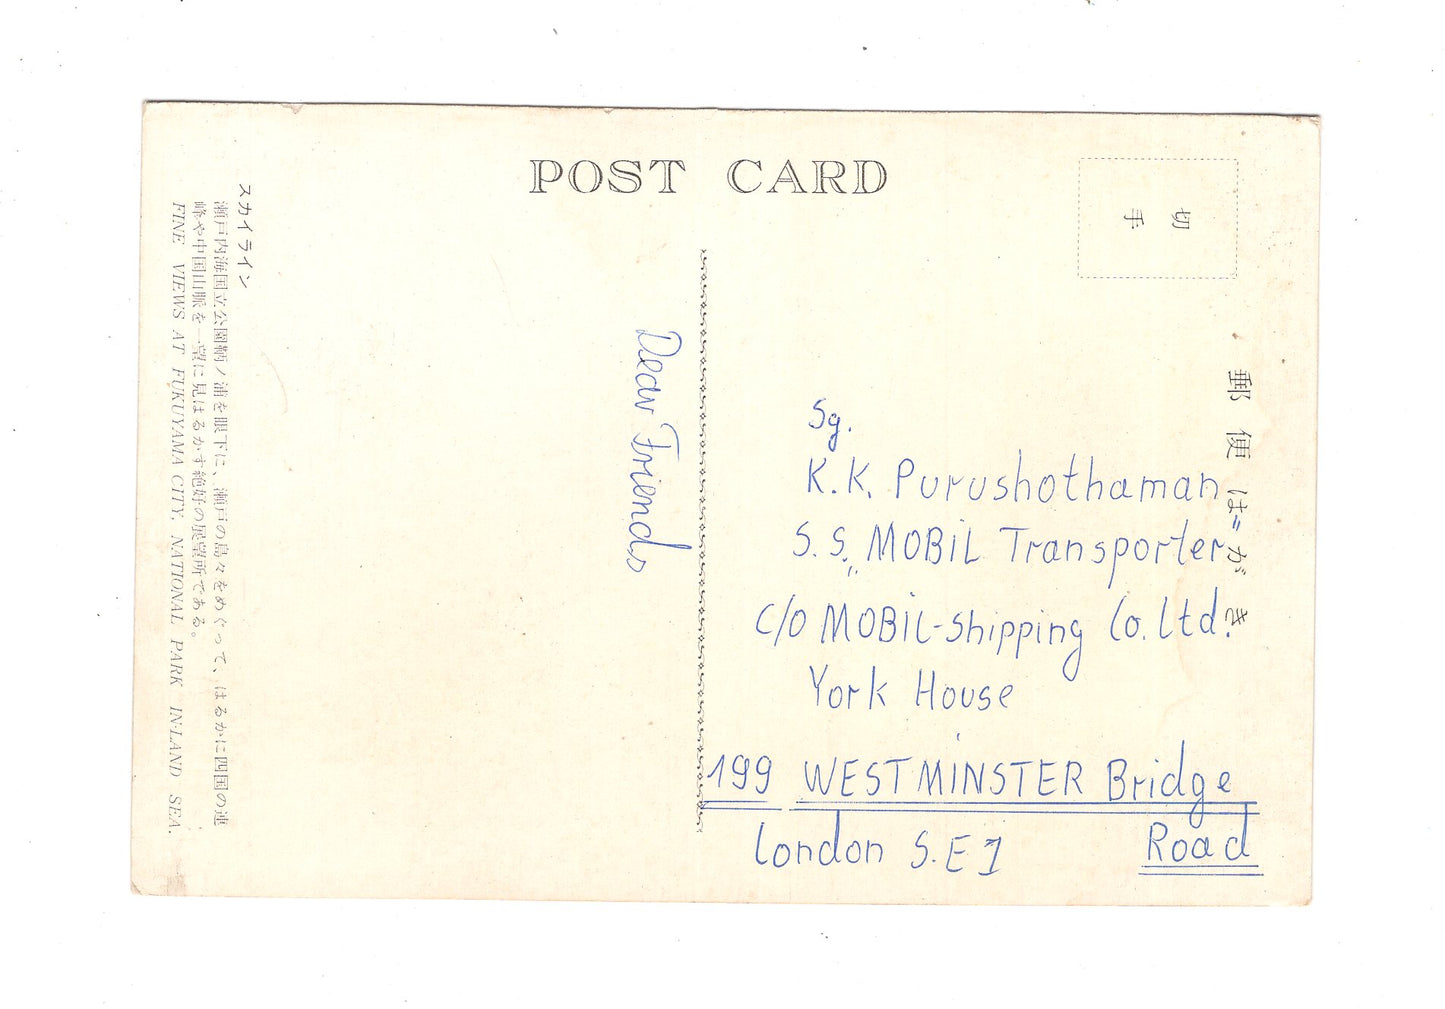 POST CARD
切手
郵便はがき
スカイライン
瀬戸内海国立公園鞆ノ浦を眼下に、瀬戸の島々をめぐって、はるかに四国の連
峰や中国山脈を一望に見はるかす絶好の展望所である。
FINE VIEWS AT FUKUYAMA CITY. NATIONAL PARK IN-LAND SEA.
Dear Friends
Sg.
K.K. Purushothaman
S.S. „MOBiL Transporter"
c/o MOBiL-Shipping Co. Ltd.
York House
199 WESTMiNSTER Bridge
Road
London S.E 1